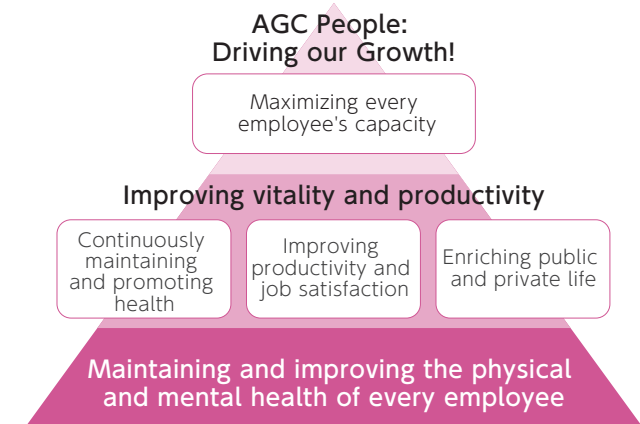 AGC People:
Driving our Growth!
Maximizing every
employee's capacity
Improving vitality and productivity
Continuously
maintaining
and promoting
health
Improving
productivity and
job satisfaction
Enriching public
and private life
Maintaining and improving the physical
and mental health of every employee